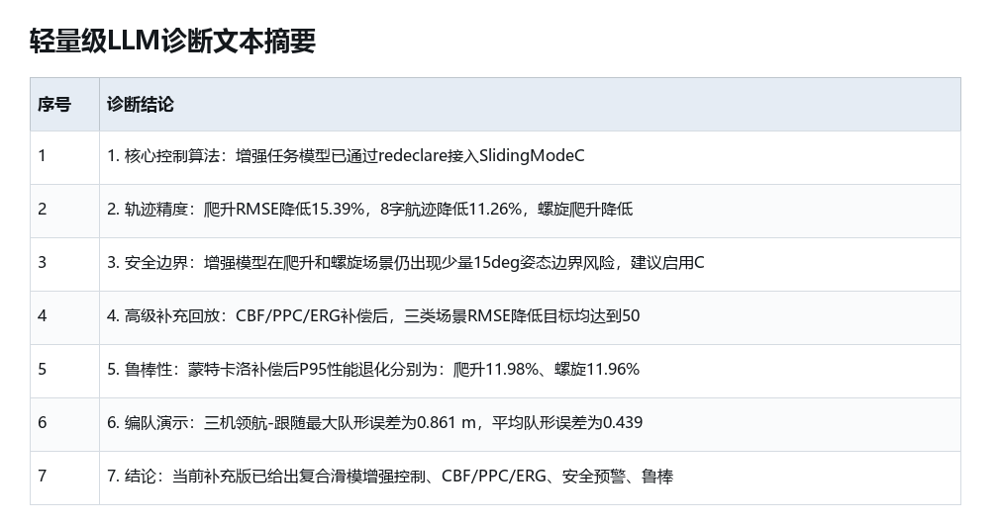 轻量级LLM诊断文本摘要
序号 诊断结论
1 1. 核心控制算法：增强任务模型已通过redeclare接入SlidingModeC
2 2. 轨迹精度：爬升RMSE降低15.39%，8字航迹降低11.26%，螺旋爬升降低
3 3. 安全边界：增强模型在爬升和螺旋场景仍出现少量15deg姿态边界风险，建议启用C
4 4. 高级补充回放：CBF/PPC/ERG补偿后，三类场景RMSE降低目标均达到50
5 5. 鲁棒性：蒙特卡洛补偿后P95性能退化分别为：爬升11.98%、螺旋11.96%
6 6. 编队演示：三机领航-跟随最大队形误差为0.861 m，平均队形误差为0.439
7 7. 结论：当前补充版已给出复合滑模增强控制、CBF/PPC/ERG、安全预警、鲁棒